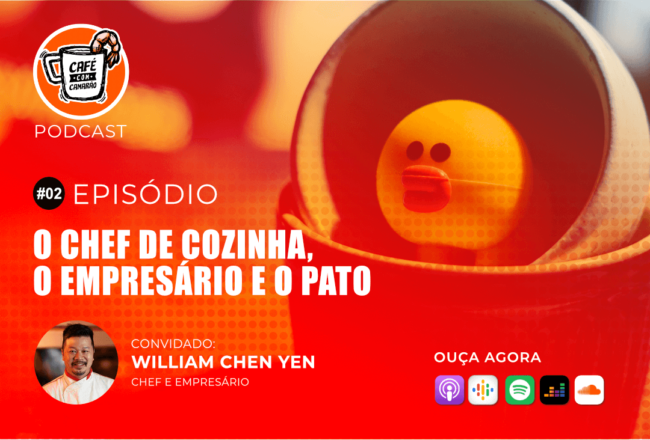 CAFÉ
COM
CAMARÃO
PODCAST
#02 EPISÓDIO
O CHEF DE COZINHA,
O EMPRESÁRIO E O PATO
CONVIDADO:
WILLIAM CHEN YEN
CHEF E EMPRESÁRIO
OUÇA AGORA